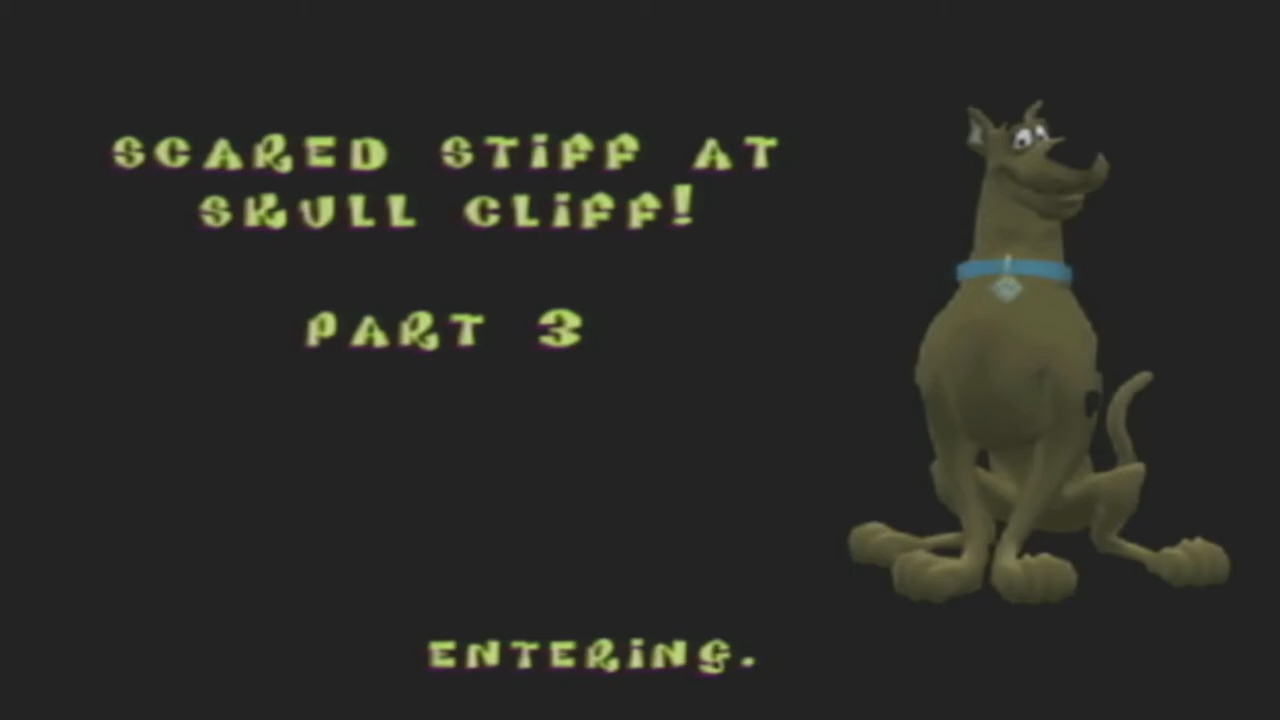 SCARED STiFF AT
SKULL CLiFF!
PART 3
ENTERiNG.